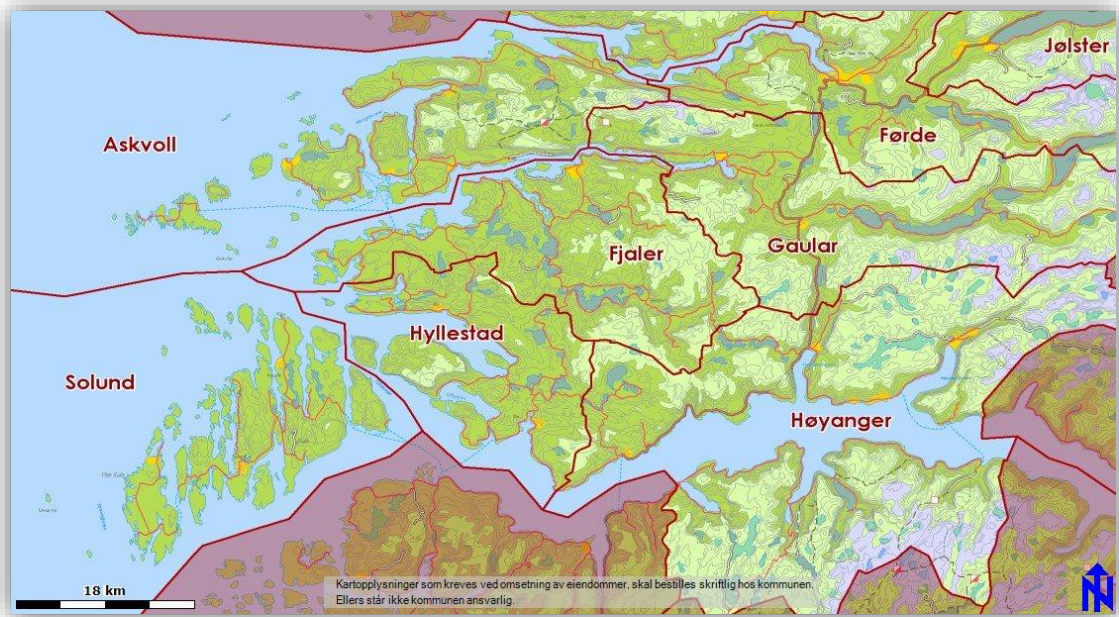 Jølster
Askvoll
Førde
Gaular
Fjaler
Hyllestad
Solund
Høyanger
18 km
Kartopplysninger som kreves ved omsetning av eiendommer, skal bestilles skriftlig hos kommunen.
Ellers står ikke kommunen ansvarlig.
N